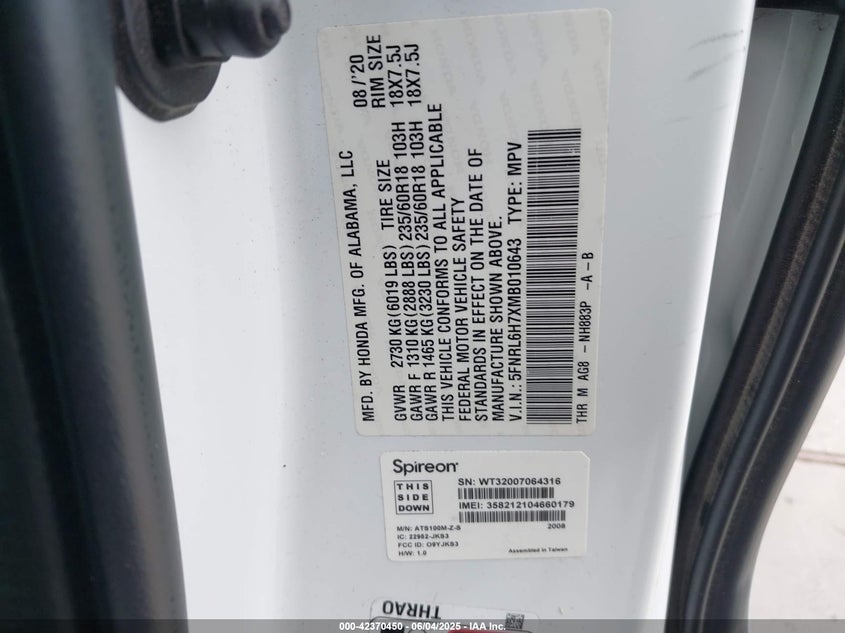 MFD. BY HONDA MFG. OF ALABAMA, LLC 08/'20
GVWR 2730 KG (6019 LBS) TIRE SIZE RIM SIZE
GAWR F 1310 KG (2888 LBS) 235/60R18 103H 18X7.5J
GAWR R 1465 KG (3230 LBS) 235/60R18 103H 18X7.5J
THIS VEHICLE CONFORMS TO ALL APPLICABLE
FEDERAL MOTOR VEHICLE SAFETY
STANDARDS IN EFFECT ON THE DATE OF
MANUFACTURE SHOWN ABOVE.
V.I.N.: 5FNRL6H7XMB010643 TYPE: MPV
THR M AG8 - NH883P -A-B
Spireon
THIS
SIDE
DOWN
SN: WT32007064316
IMEI: 358212104660179
M/N: ATS100M-Z-S
2008
IC: 22982-JKS3
FCC ID: O9YJKS3
H/W: 1.0
Assembled in Taiwan
THRA0
000-42370450 - 06/04/2025 - IAAI, Inc.